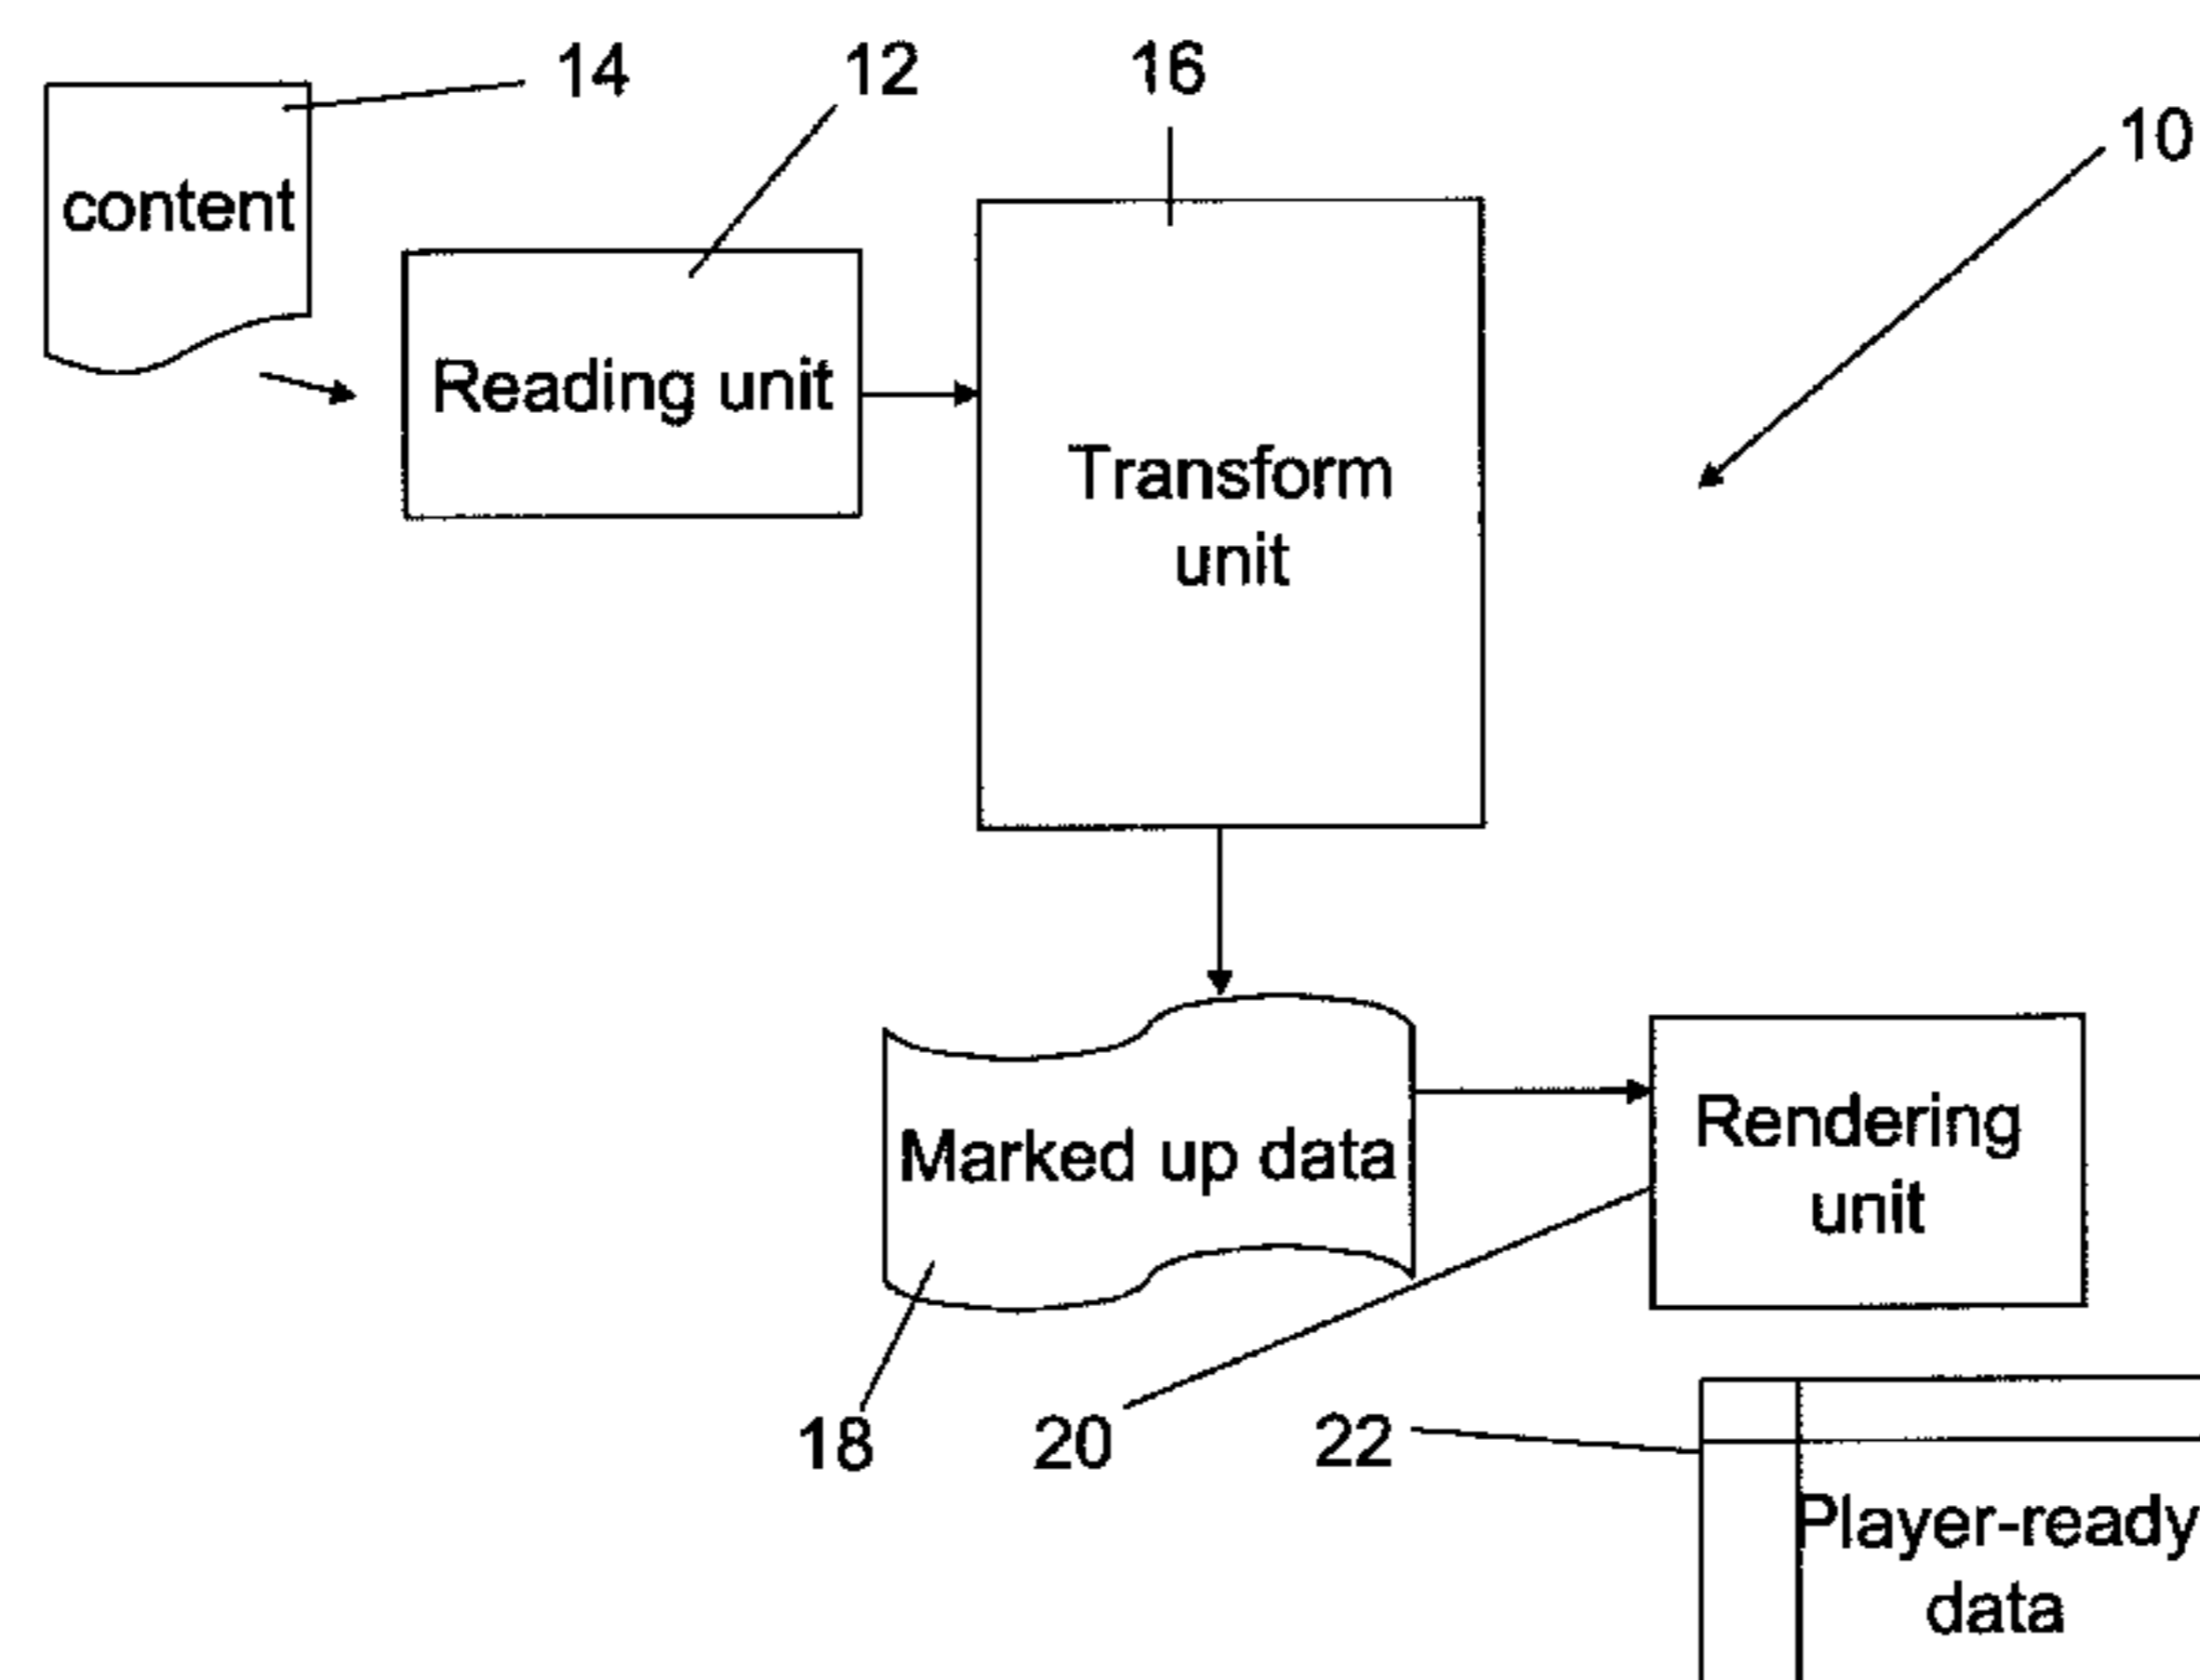 14
12
16
10
content
Reading unit
Transform
unit
Marked up data
Rendering
unit
18
20
22
Player-ready
data